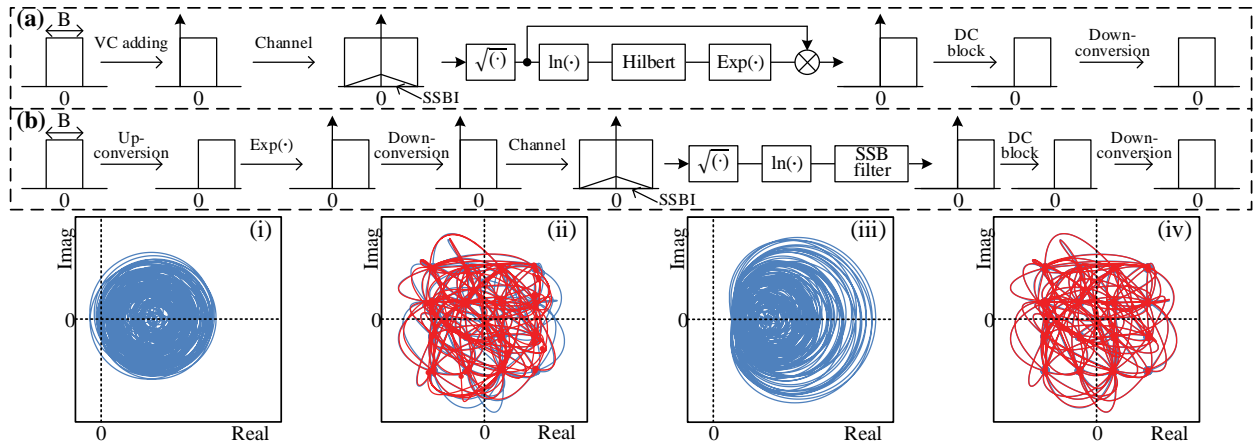 (a) B VC adding Channel SSBI √(·) ln(·) Hilbert Exp(·) DC block Down-conversion
0 0 0 0 0 0
(b) B Up-conversion Exp(·) Down-conversion Channel SSBI √(·) ln(·) SSB filter DC block Down-conversion
0 0 0 0 0 0 0 0
(i) (ii) (iii) (iv)
Imag Imag Imag Imag
0 0 0 0
0 Real 0 Real 0 Real 0 Real